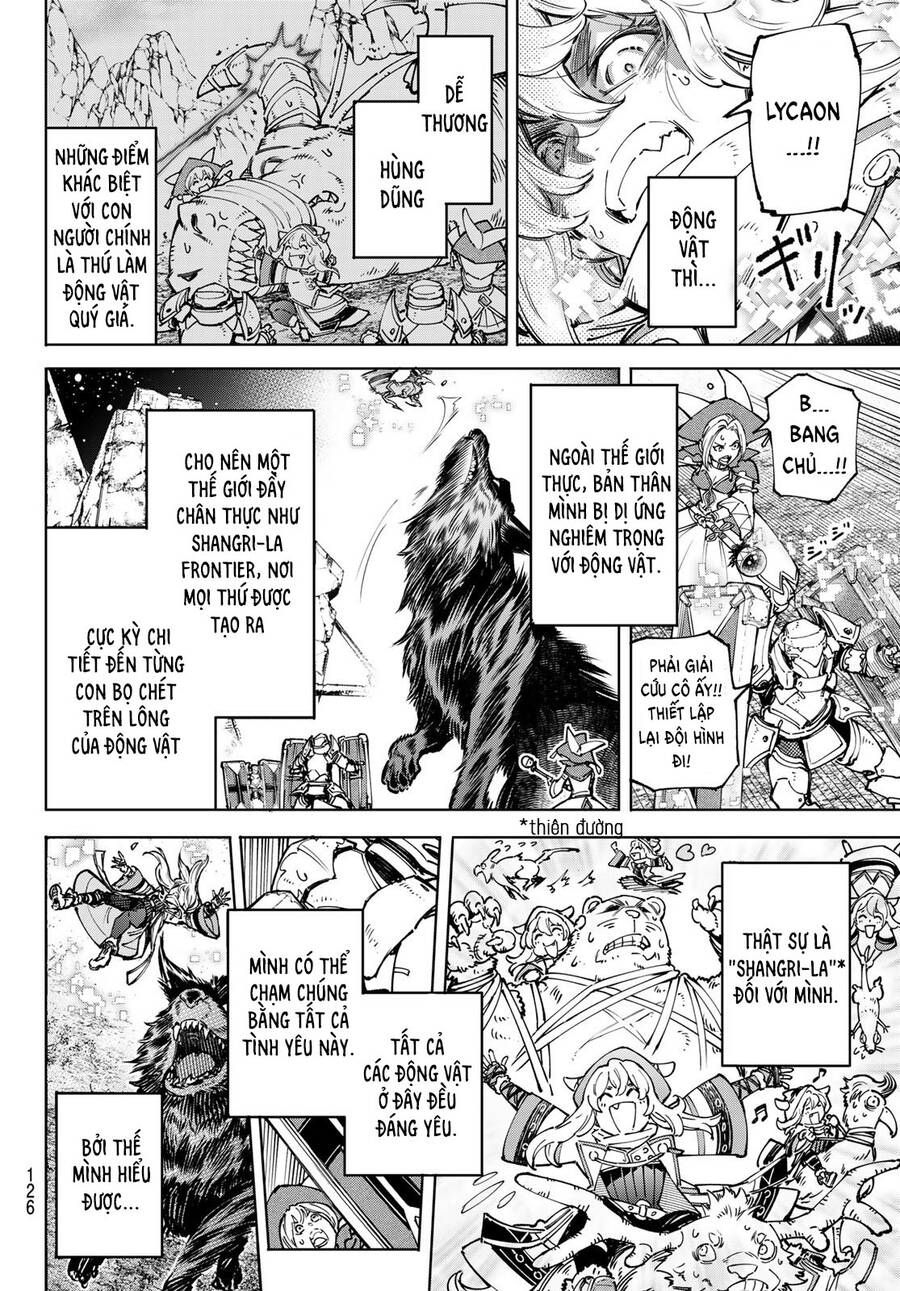 LYCAON
...!!
ĐỘNG
VẬT
THÌ...
ギギ
DỄ
THƯƠNG
HÙNG
DŨNG
NHỮNG ĐIỂM
KHÁC BIỆT
VỚI CON
NGƯỜI CHÍNH
LÀ THỨ LÀM
ĐỘNG VẬT
QUÝ GIÁ.
B...
BANG
CHỦ...!!
PHẢI GIẢI
CỨU CÔ ẤY!!
THIẾT LẬP
LẠI ĐỘI HÌNH
ĐI!
NGOÀI THẾ GIỚI
THỰC, BẢN THÂN
MÌNH BỊ DỊ ỨNG
NGHIÊM TRỌNG
VỚI ĐỘNG VẬT.
CHO NÊN MỘT
THẾ GIỚI ĐẦY
CHÂN THỰC NHƯ
SHANGRI-LA
FRONTIER, NƠI
MỌI THỨ ĐƯỢC
TẠO RA
CỰC KỲ CHI
TIẾT ĐẾN TỪNG
CON BỌ CHÉT
TRÊN LÔNG
CỦA ĐỘNG VẬT
*thiên đường
THẬT SỰ LÀ
"SHANGRI-LA"*
ĐỐI VỚI MÌNH.
TẤT CẢ
CÁC ĐỘNG VẬT
Ở ĐÂY ĐỀU
ĐÁNG YÊU.
MÌNH CÓ THỂ
CHẠM CHÚNG
BẰNG TẤT CẢ
TÌNH YÊU NÀY.
BỞI THẾ
MÌNH HIỂU
ĐƯỢC...
126